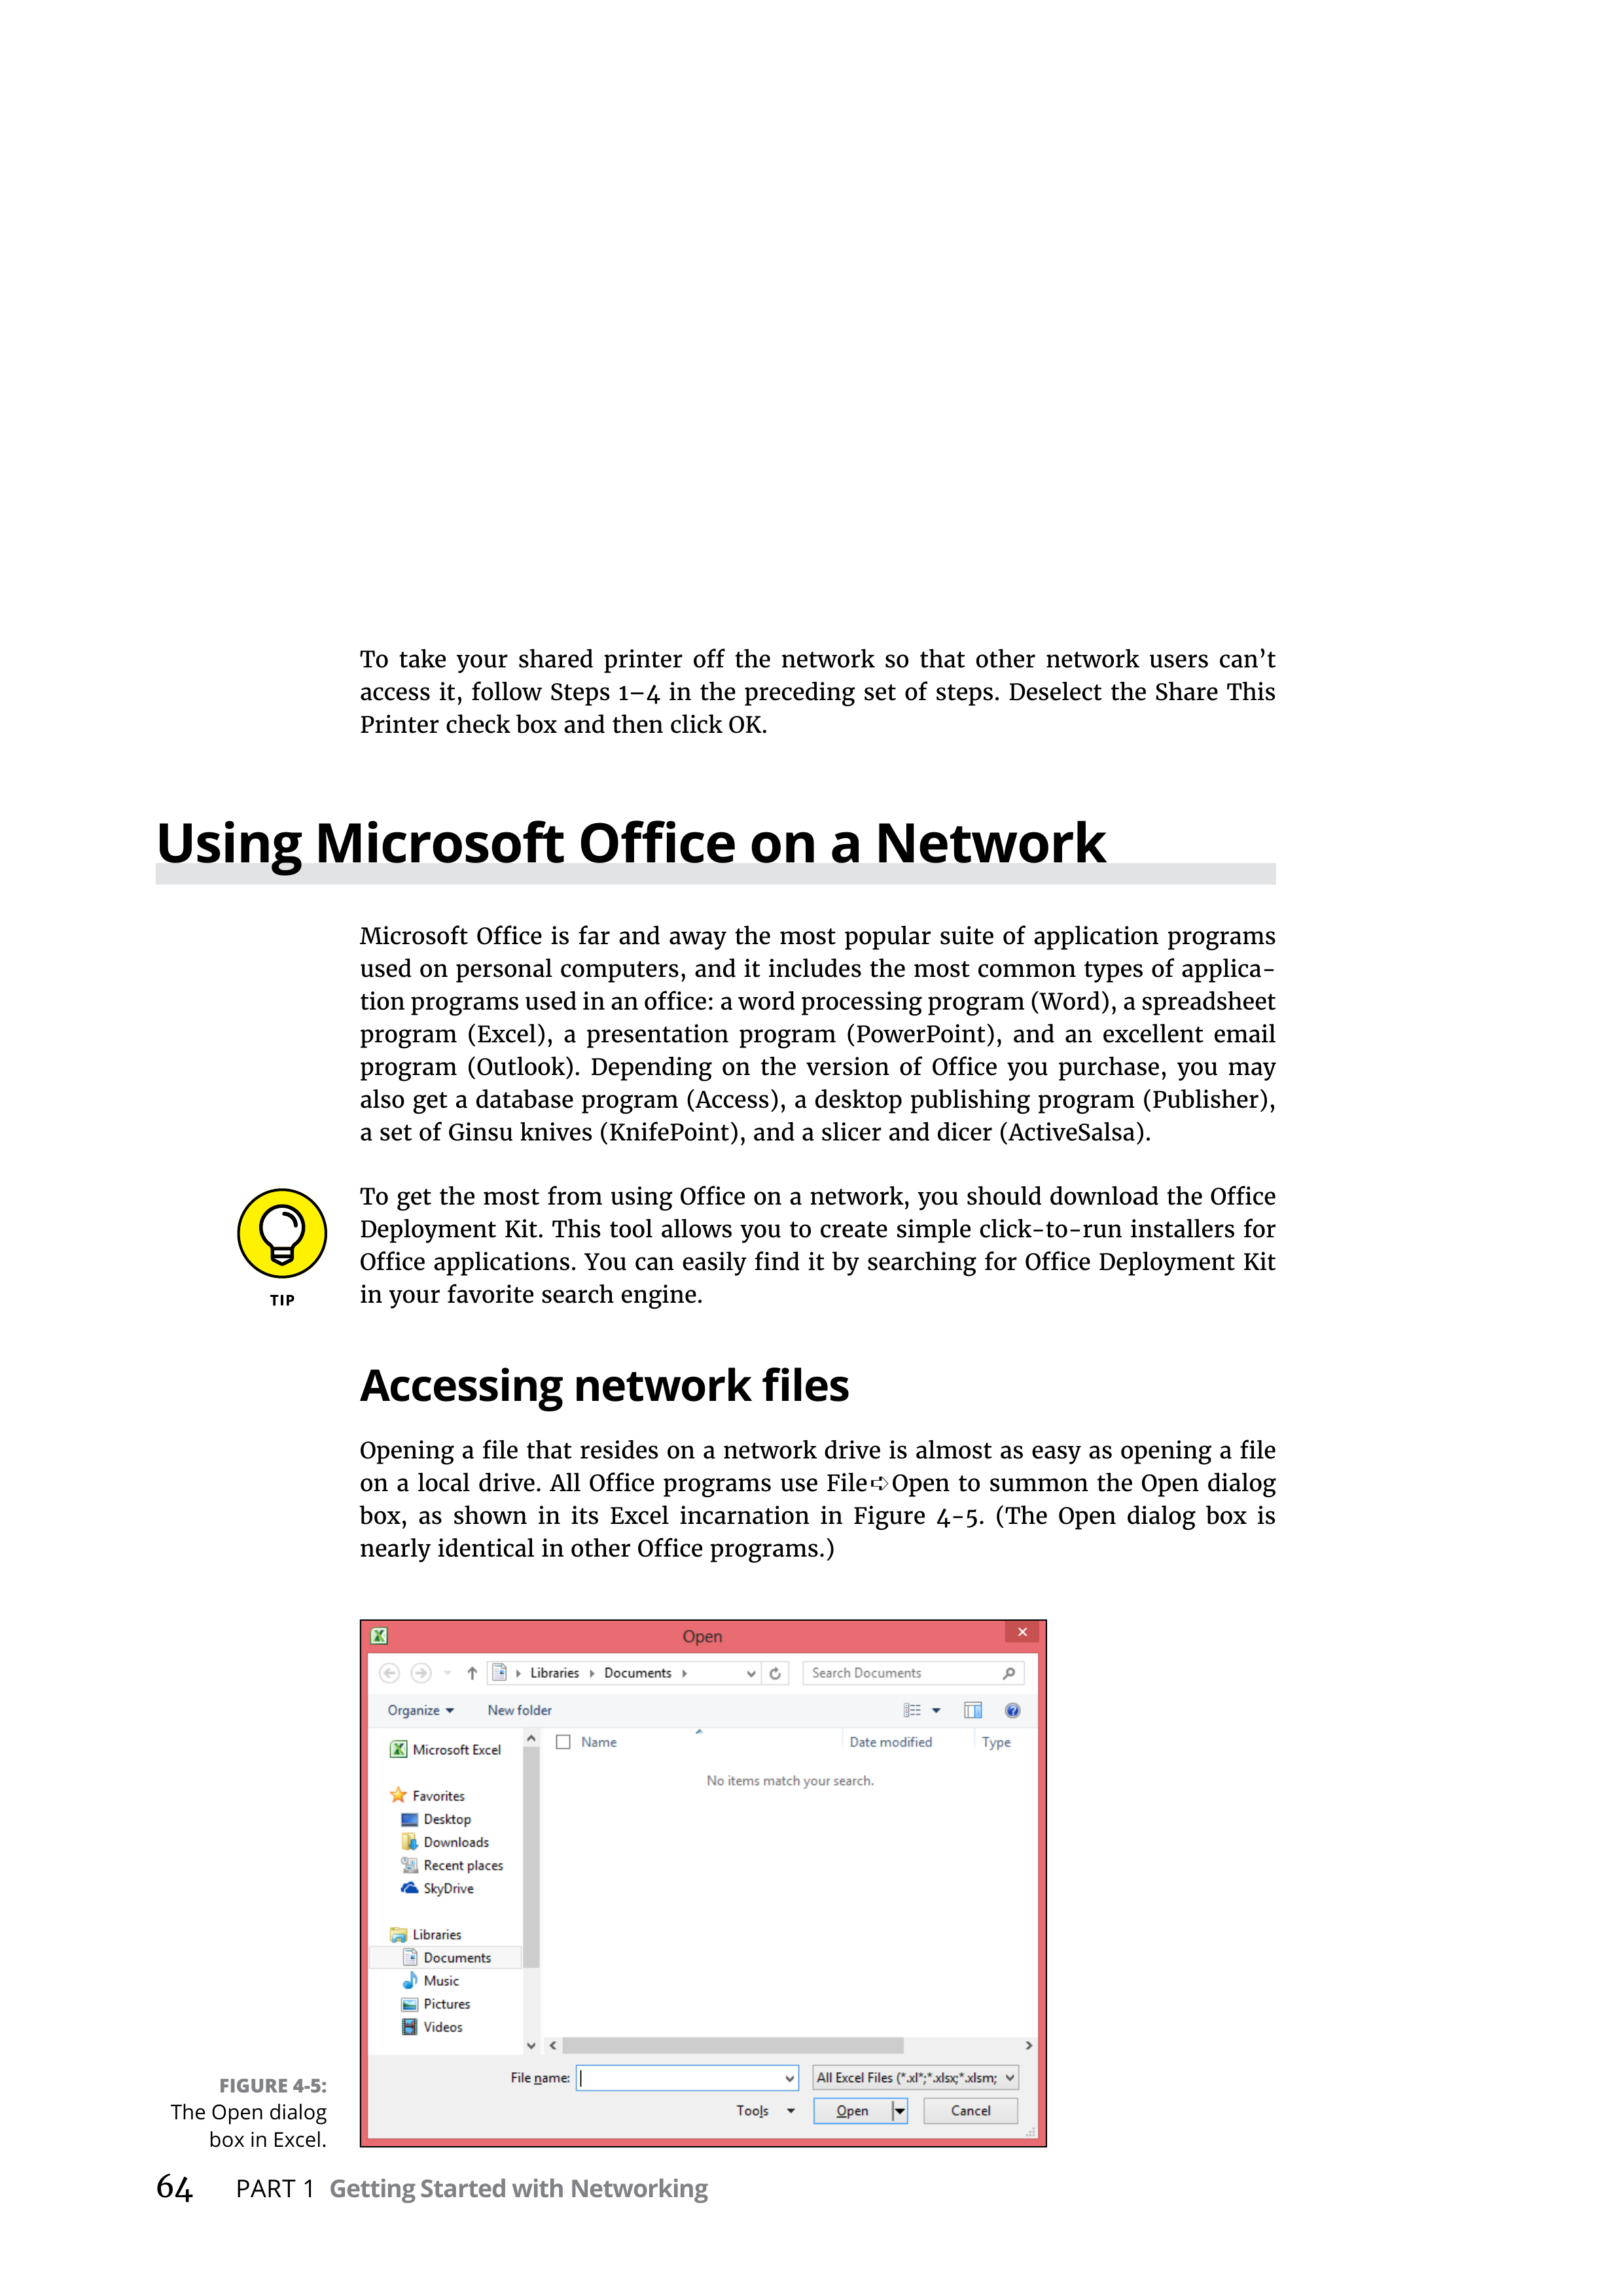 To take your shared printer off the network so that other network users can’t
access it, follow Steps 1–4 in the preceding set of steps. Deselect the Share This
Printer check box and then click OK.
Using Microsoft Office on a Network
Microsoft Office is far and away the most popular suite of application programs
used on personal computers, and it includes the most common types of applica-
tion programs used in an office: a word processing program (Word), a spreadsheet
program (Excel), a presentation program (PowerPoint), and an excellent email
program (Outlook). Depending on the version of Office you purchase, you may
also get a database program (Access), a desktop publishing program (Publisher),
a set of Ginsu knives (KnifePoint), and a slicer and dicer (ActiveSalsa).
To get the most from using Office on a network, you should download the Office
Deployment Kit. This tool allows you to create simple click-to-run installers for
Office applications. You can easily find it by searching for Office Deployment Kit
in your favorite search engine.
TIP
Accessing network files
Opening a file that resides on a network drive is almost as easy as opening a file
on a local drive. All Office programs use File➪Open to summon the Open dialog
box, as shown in its Excel incarnation in Figure 4-5. (The Open dialog box is
nearly identical in other Office programs.)
Open
Libraries Documents Search Documents
Organize New folder
Microsoft Excel
Name Date modified Type
No items match your search.
Favorites
Desktop
Downloads
Recent places
SkyDrive
Libraries
Documents
Music
Pictures
Videos
File name: All Excel Files (*.xl*;*.xlsx;*.xlsm;
Tools Open Cancel
FIGURE 4-5:
The Open dialog
box in Excel.
64 PART 1 Getting Started with Networking